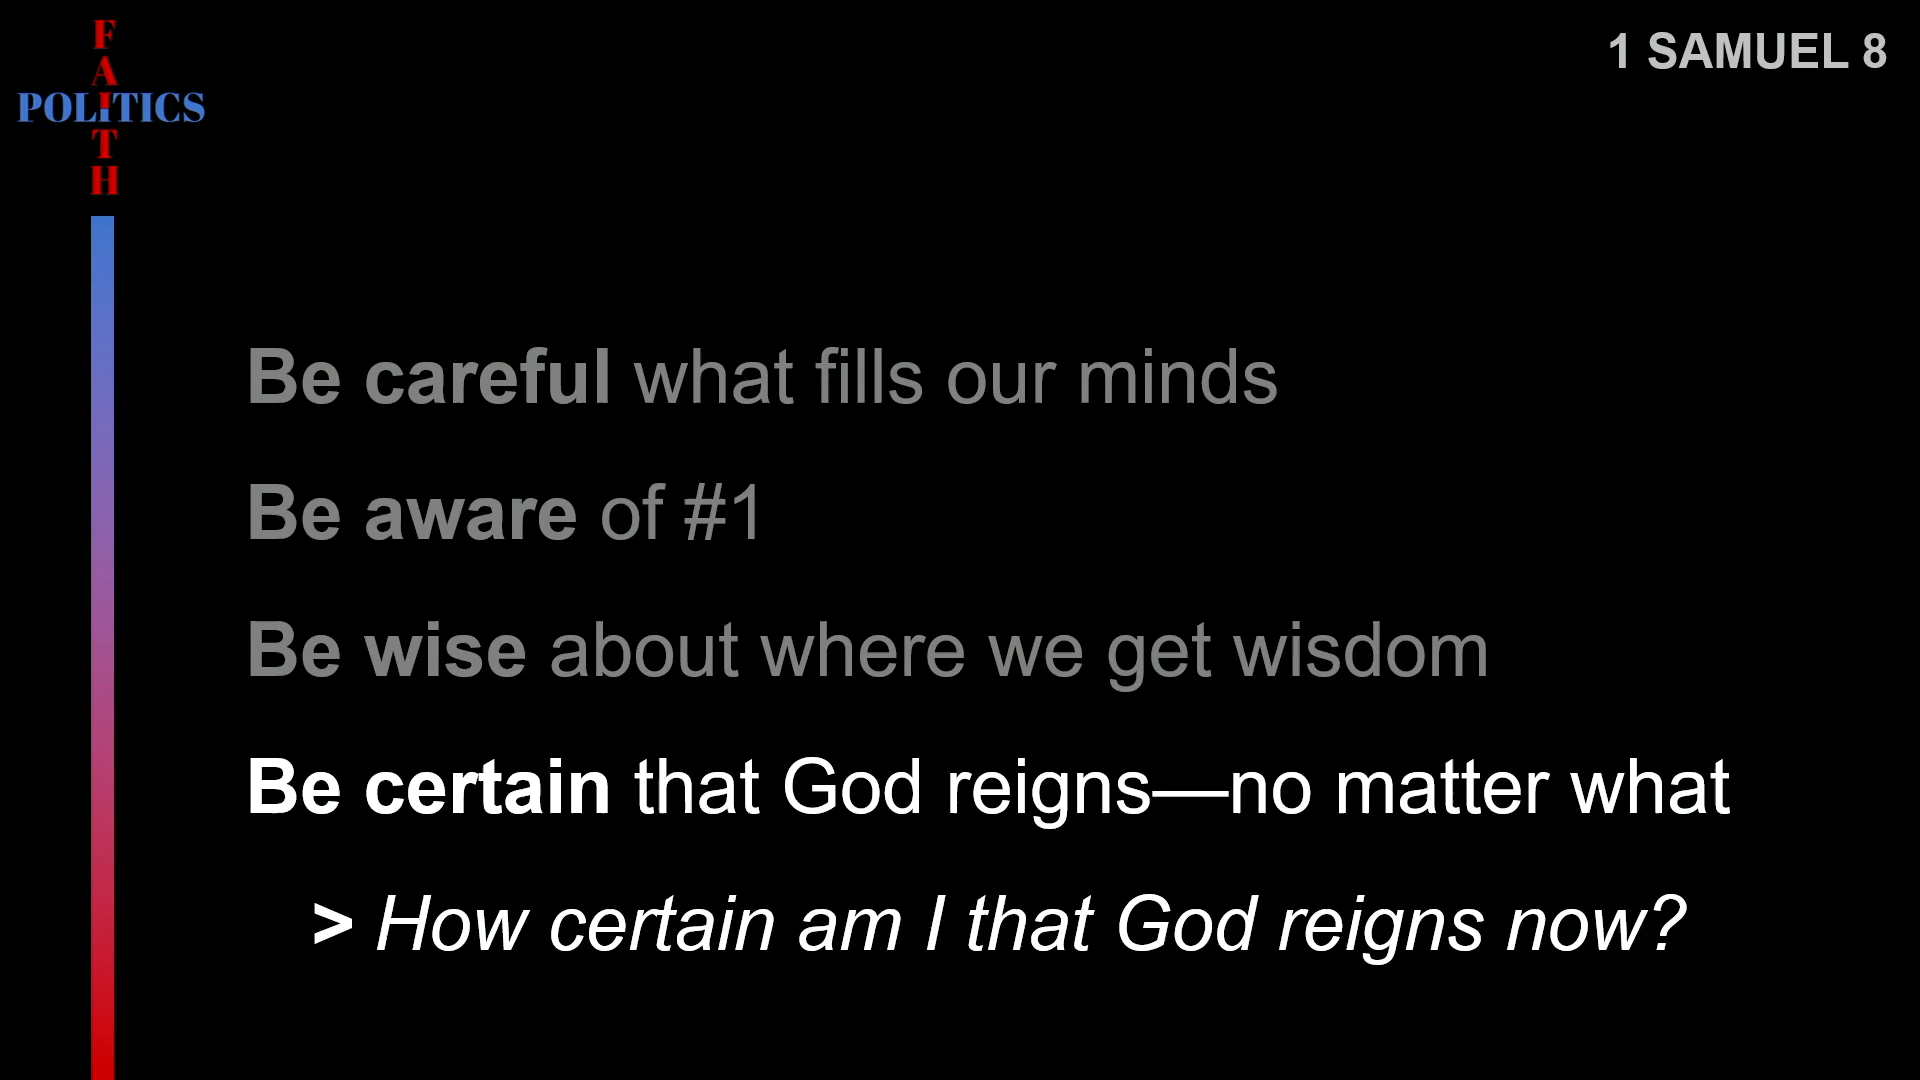 FAITH
POLITICS
1 SAMUEL 8
Be careful what fills our minds
Be aware of #1
Be wise about where we get wisdom
Be certain that God reigns—no matter what
> How certain am I that God reigns now?